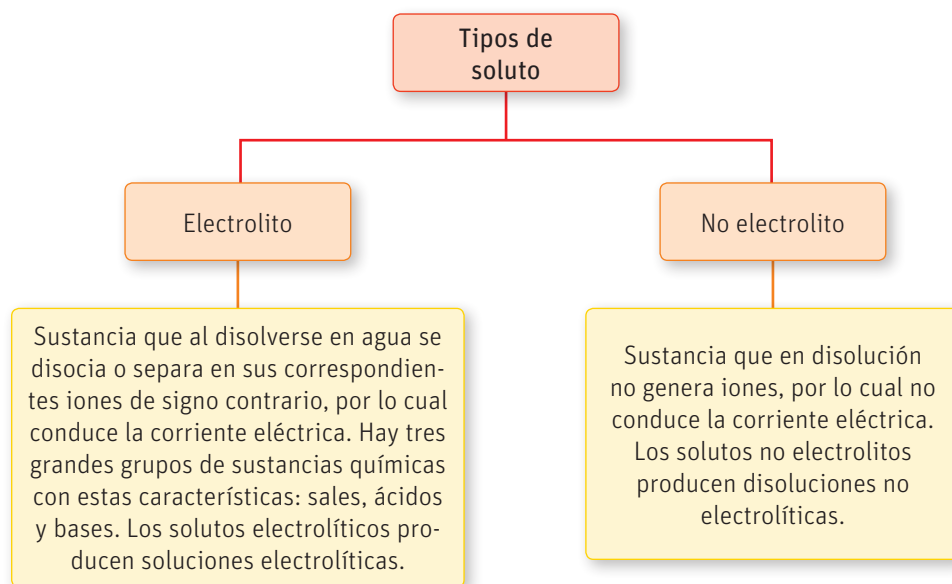 Tipos de
soluto
Electrolito
No electrolito
Sustancia que al disolverse en agua se
disocia o separa en sus correspondien-
tes iones de signo contrario, por lo cual
conduce la corriente eléctrica. Hay tres
grandes grupos de sustancias químicas
con estas características: sales, ácidos
y bases. Los solutos electrolíticos pro-
ducen soluciones electrolíticas.
Sustancia que en disolución
no genera iones, por lo cual no
conduce la corriente eléctrica.
Los solutos no electrolitos
producen disoluciones no
electrolíticas.